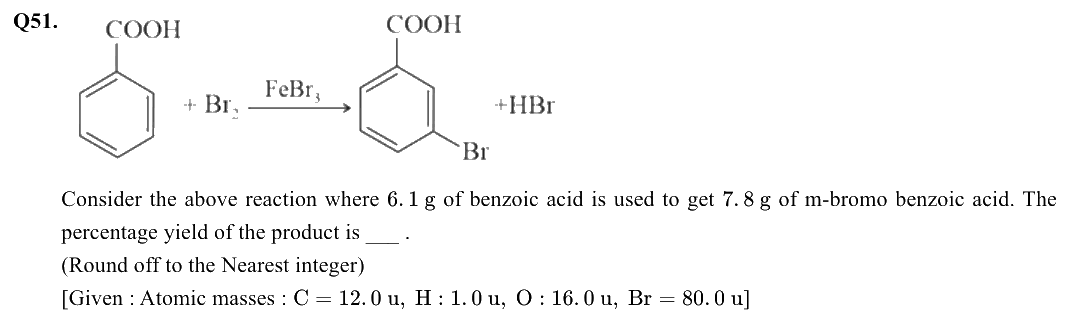 Q51.
COOH
COOH
+ Br₂ FeBr₃ +HBr
Br
Consider the above reaction where 6.1 g of benzoic acid is used to get 7.8 g of m-bromo benzoic acid. The
percentage yield of the product is ___ .
(Round off to the Nearest integer)
[Given : Atomic masses : C = 12.0 u, H : 1.0 u, O : 16.0 u, Br = 80.0 u]